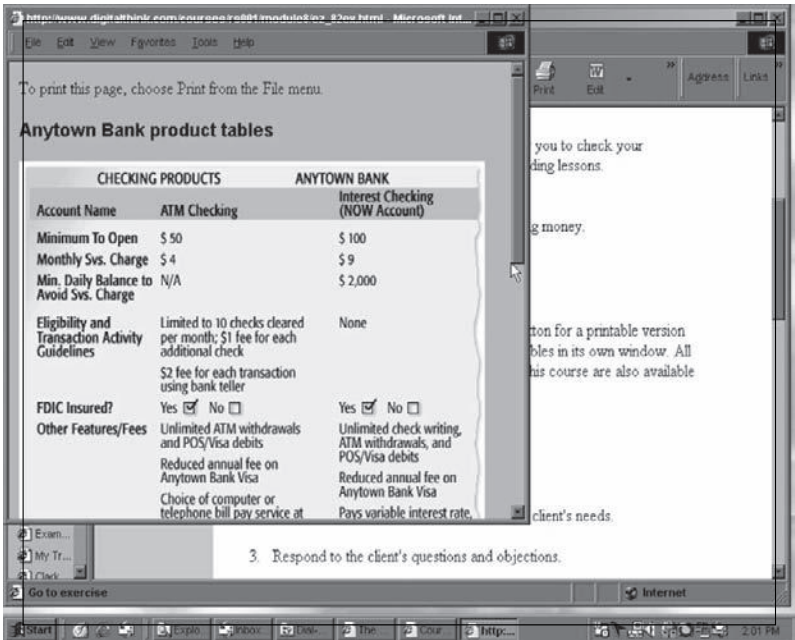 http://www.digitalthink.com/courses/rs801/module8/ez_82ex.html - Microsoft Int...
File Edit View Favorites Tools Help
To print this page, choose Print from the File menu.
Anytown Bank product tables
CHECKING PRODUCTS ANYTOWN BANK
Account Name ATM Checking Interest Checking
(NOW Account)
Minimum To Open $ 50 $ 100
Monthly Svs. Charge $ 4 $ 9
Min. Daily Balance to N/A $ 2,000
Avoid Svs. Charge
Eligibility and Limited to 10 checks cleared None
Transaction Activity per month; $1 fee for each
Guidelines additional check
$2 fee for each transaction
using bank teller
FDIC Insured? Yes No Yes No
Other Features/Fees Unlimited ATM withdrawals Unlimited check writing,
and POS/Visa debits ATM withdrawals, and
POS/Visa debits
Reduced annual fee on Reduced annual fee on
Anytown Bank Visa Anytown Bank Visa
Choice of computer or Pays variable interest rate,
telephone bill pay service at
Print Edit Address Links
you to check your
ding lessons.
g money.
tton for a printable version
bles in its own window. All
his course are also available
client's needs.
3. Respond to the client's questions and objections.
Exam...
My Tr...
Clark
Go to exercise Internet
Start Explo... Inbox Dial-... The ... Cour... http:... 2:01 PM